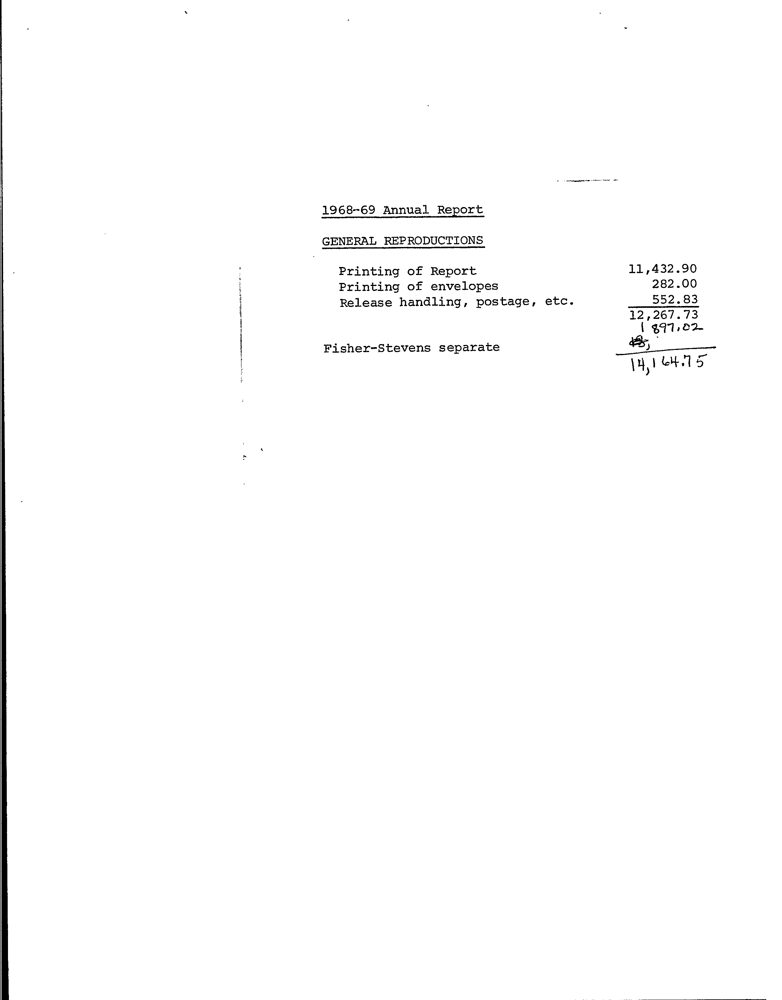 1968-69 Annual Report
GENERAL REPRODUCTIONS
Printing of Report 11,432.90
Printing of envelopes 282.00
Release handling, postage, etc. 552.83
12,267.73
1 897.02
Fisher-Stevens separate
14,164.75